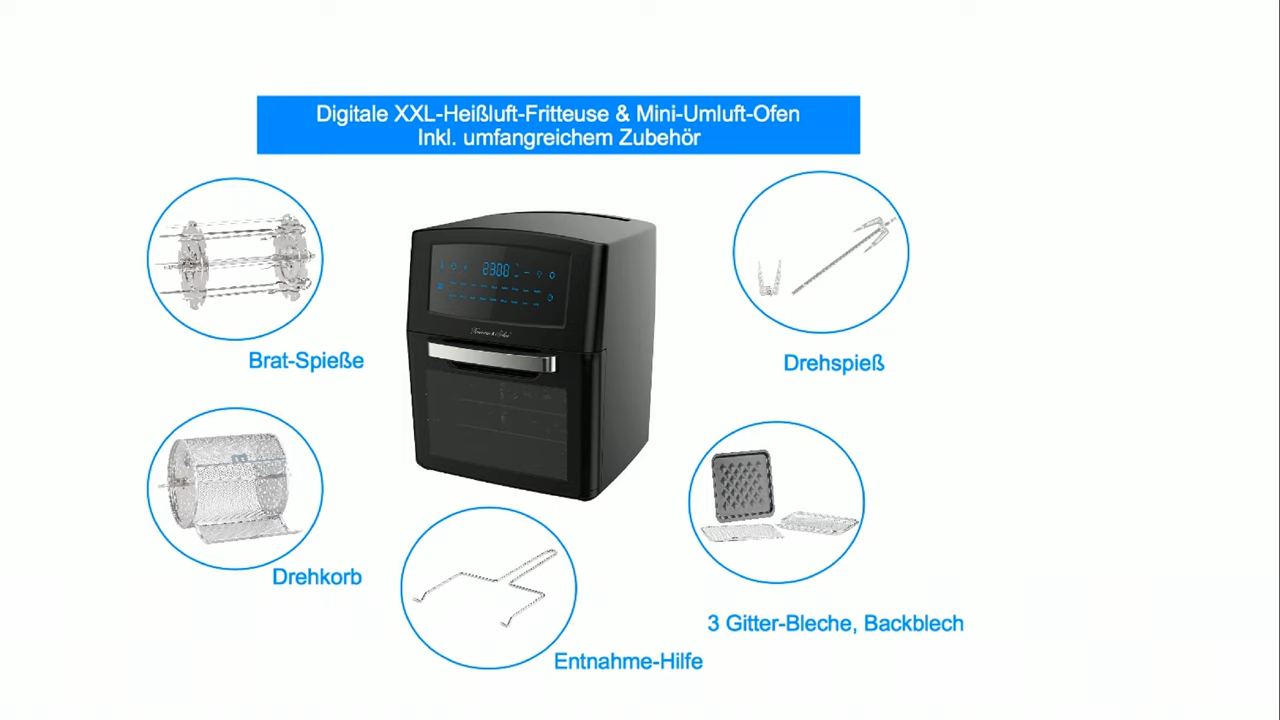 Digitale XXL-Heißluft-Fritteuse & Mini-Umluft-Ofen
Inkl. umfangreichem Zubehör
Brat-Spieße
Drehspieß
Drehkorb
3 Gitter-Bleche, Backblech
Entnahme-Hilfe